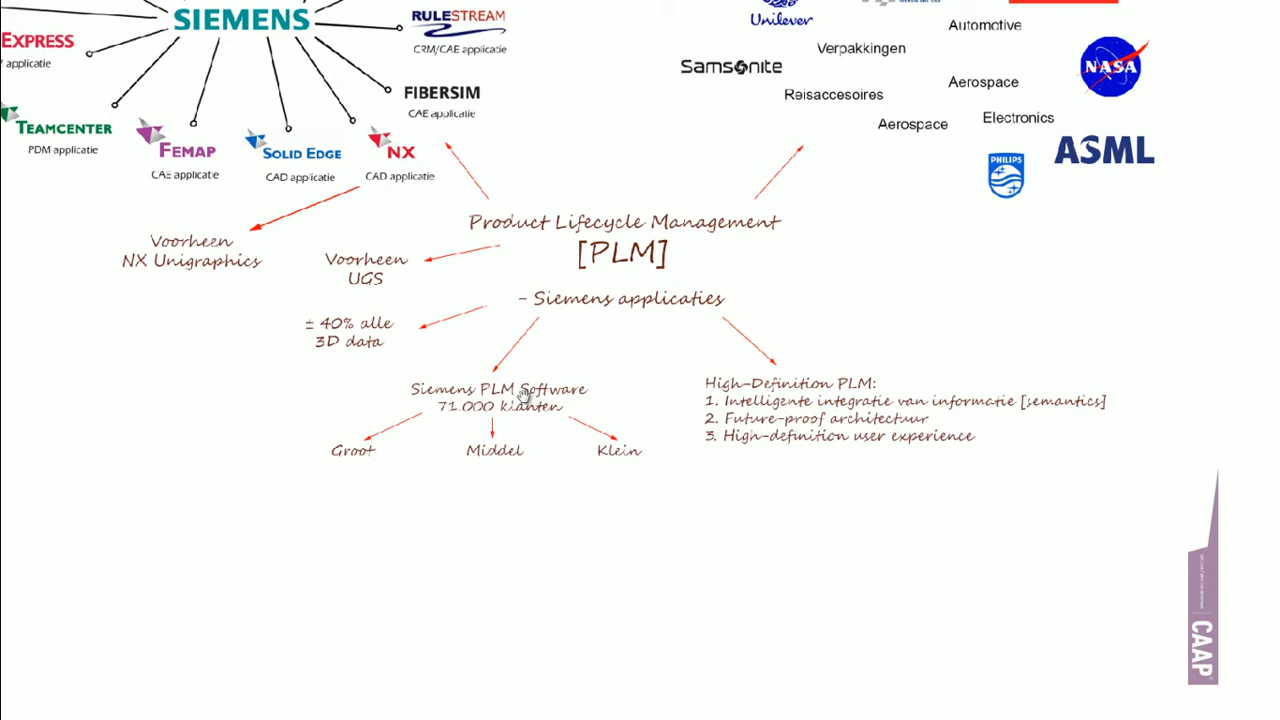 SIEMENS
RULESTREAM
CRM/CAE applicatie
EXPRESS
applicatie
FIBERSIM
CAE applicatie
TEAMCENTER
PDM applicatie
FEMAP
CAE applicatie
SOLID EDGE
CAD applicatie
NX
CAD applicatie
Unilever
Automotive
Verpakkingen
Samsonite
NASA
Aerospace
Reisaccesoires
Electronics
Aerospace
ASML
PHILIPS
Product Lifecycle Management
[PLM]
Voorheen
NX Unigraphics
Voorheen
UGS
- Siemens applicaties
± 40% alle
3D data
Siemens PLM Software
71.000 klanten
Groot
Middel
Klein
High-Definition PLM:
1. Intelligente integratie van informatie [semantics]
2. Future-proof architectuur
3. High-definition user experience
CAAP